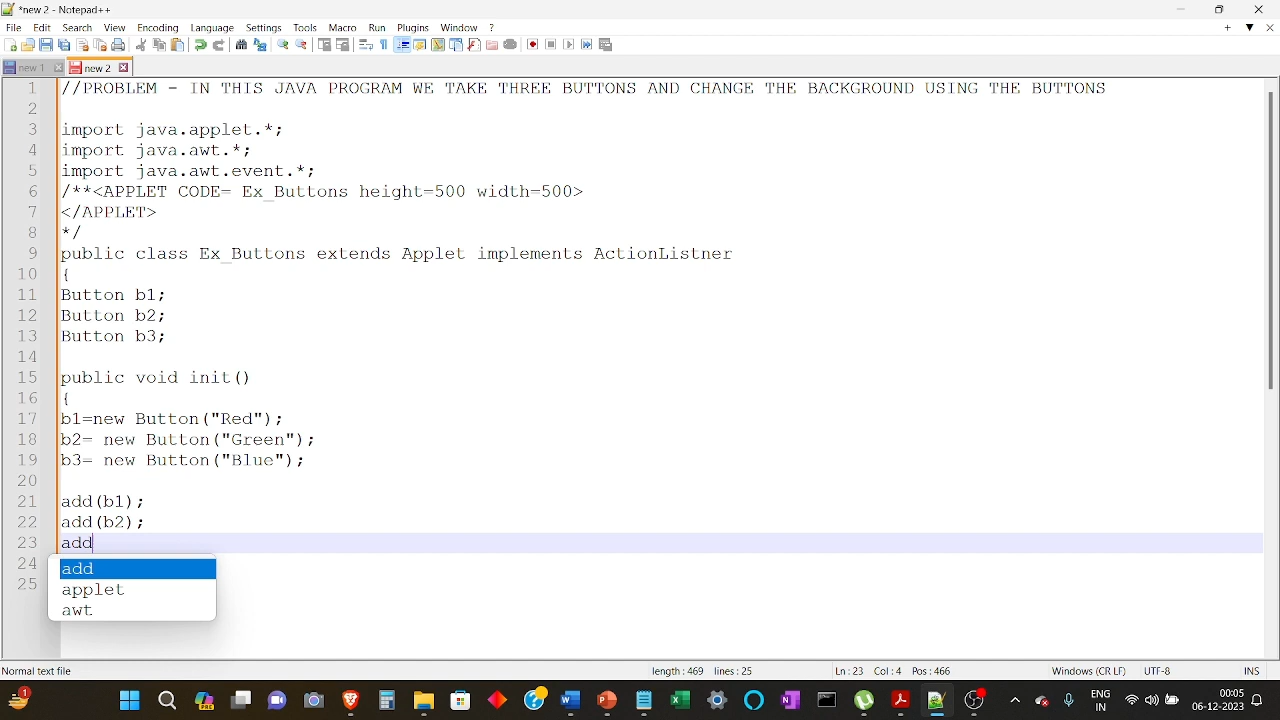 *new 2 - Notepad++
File Edit Search View Encoding Language Settings Tools Macro Run Plugins Window ?
new 1 new 2
1 //PROBLEM - IN THIS JAVA PROGRAM WE TAKE THREE BUTTONS AND CHANGE THE BACKGROUND USING THE BUTTONS
2
3 import java.applet.*;
4 import java.awt.*;
5 import java.awt.event.*;
6 /**<APPLET CODE= Ex_Buttons height=500 width=500>
7 </APPLET>
8 */
9 public class Ex_Buttons extends Applet implements ActionListner
10 {
11 Button b1;
12 Button b2;
13 Button b3;
14
15 public void init()
16 {
17 b1=new Button("Red");
18 b2= new Button("Green");
19 b3= new Button("Blue");
20
21 add(b1);
22 add(b2);
23 add
24 add
25 applet
awt
Normal text file length : 469 lines : 25 Ln : 23 Col : 4 Pos : 466 Windows (CR LF) UTF-8 INS
1 ENG 00:05
IN 06-12-2023